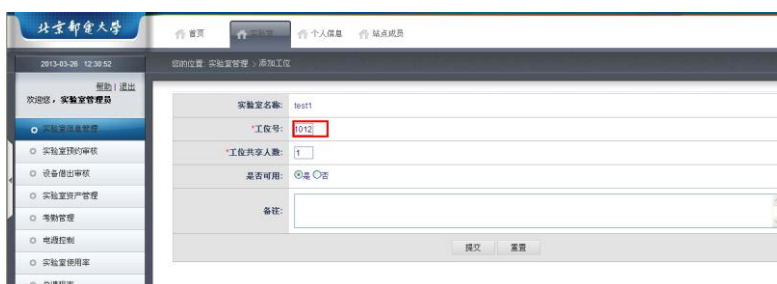 北京邮电大学
首页
实验室
个人信息
站点成员
2013-03-26 12:38:52
您的位置: 实验室管理 > 添加工位
帮助 | 退出
欢迎您，实验室管理员
实验室信息管理
实验室预约审核
设备借出审核
实验室资产管理
考勤管理
电源控制
实验室使用率
实验室名称: test1
*工位号: 1012
*工位共享人数: 1
是否可用: 是 否
备注:
提交 重置